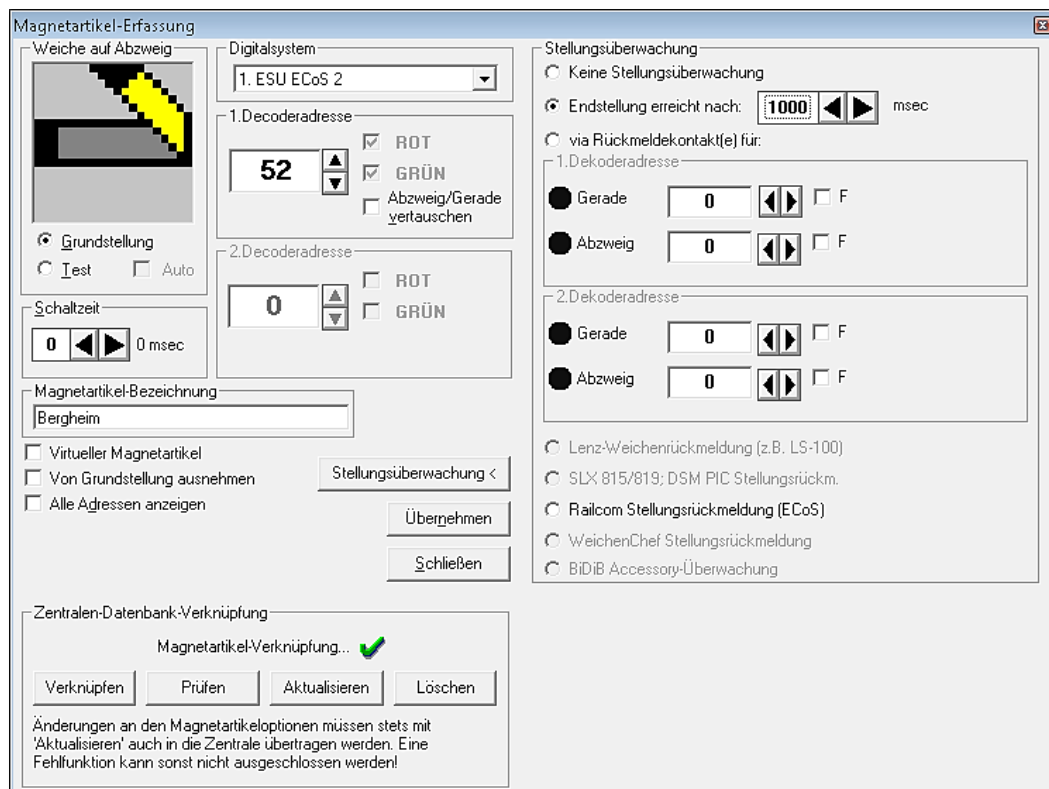 Magnetartikel-Erfassung
Weiche auf Abzweig
Grundstellung
Test
Auto
Schaltzeit
0
0 msec
Digitalsystem
1. ESU ECoS 2
1.Decoderadresse
52
ROT
GRÜN
Abzweig/Gerade
vertauschen
2.Decoderadresse
0
ROT
GRÜN
Magnetartikel-Bezeichnung
Bergheim
Virtueller Magnetartikel
Von Grundstellung ausnehmen
Alle Adressen anzeigen
Stellungsüberwachung <
Übernehmen
Schließen
Stellungsüberwachung
Keine Stellungsüberwachung
Endstellung erreicht nach: 1000 msec
via Rückmeldekontakt(e) für:
1.Dekoderadresse
Gerade 0 F
Abzweig 0 F
2.Dekoderadresse
Gerade 0 F
Abzweig 0 F
Lenz-Weichenrückmeldung (z.B. LS-100)
SLX 815/819; DSM PIC Stellungsrückm.
Railcom Stellungsrückmeldung (ECoS)
WeichenChef Stellungsrückmeldung
BiDiB Accessory-Überwachung
Zentralen-Datenbank-Verknüpfung
Magnetartikel-Verknüpfung...
Verknüpfen
Prüfen
Aktualisieren
Löschen
Änderungen an den Magnetartikeloptionen müssen stets mit
'Aktualisieren' auch in die Zentrale übertragen werden. Eine
Fehlfunktion kann sonst nicht ausgeschlossen werden!